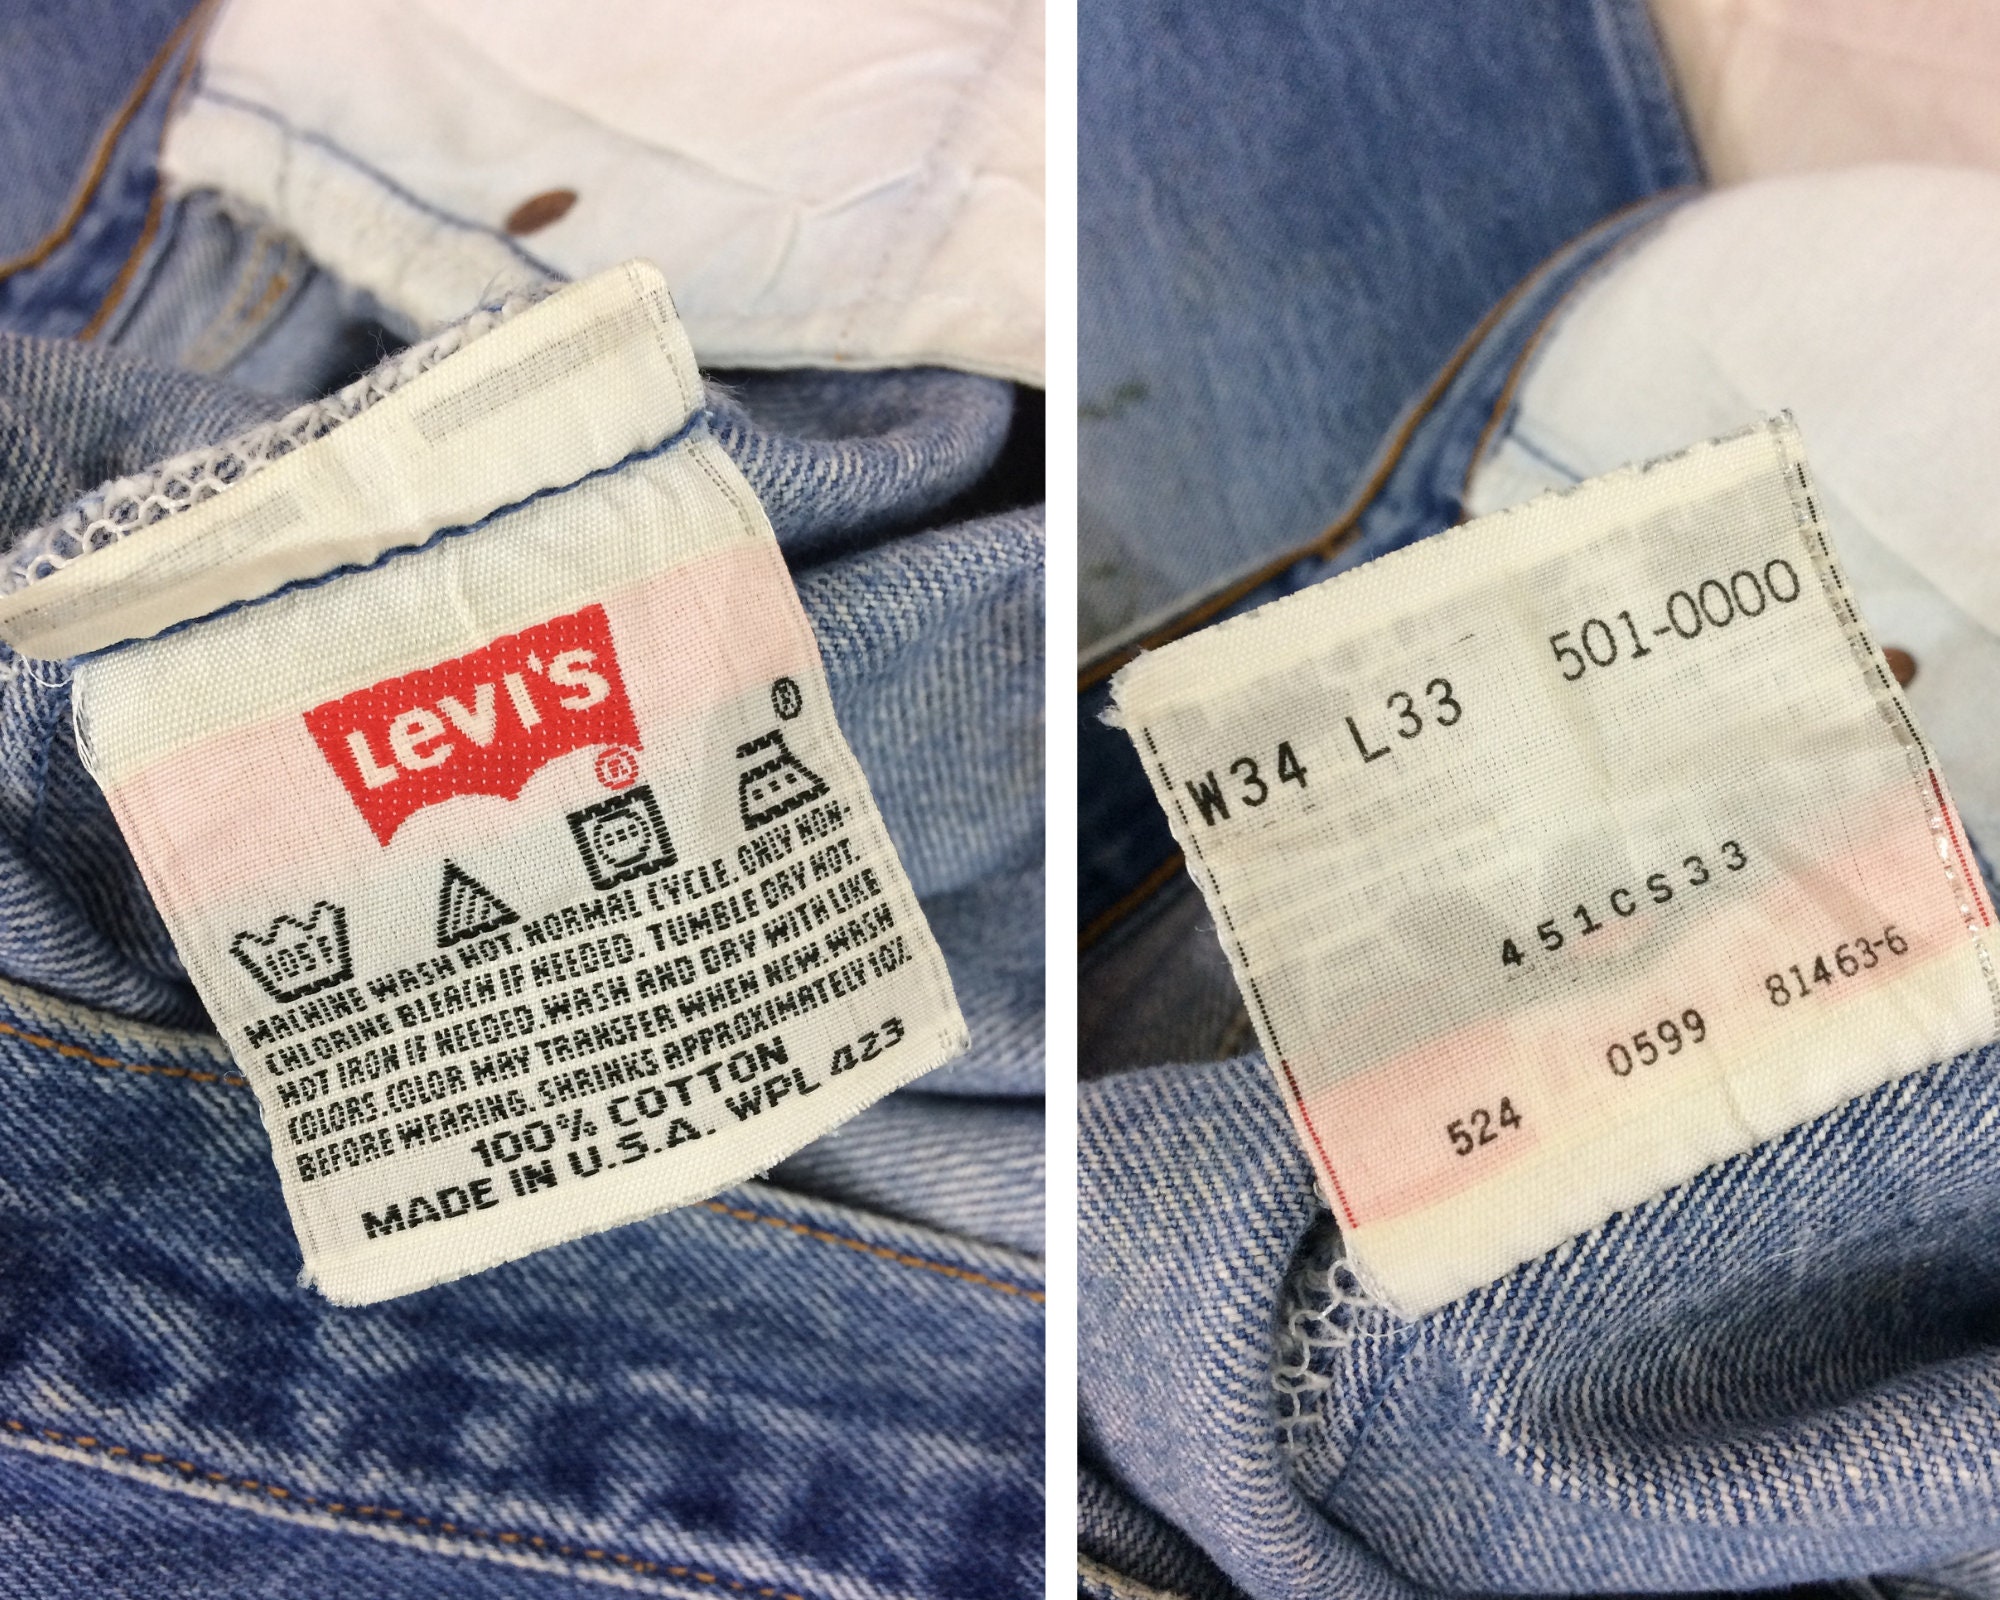 LEVI'S ®
®
105F
MACHINE WASH HOT. NORMAL CYCLE. ONLY NON-
CHLORINE BLEACH IF NEEDED. TUMBLE DRY HOT.
HOT IRON IF NEEDED. WASH AND DRY WITH LIKE
COLORS. COLOR MAY TRANSFER WHEN NEW. WASH
BEFORE WEARING. SHRINKS APPROXIMATELY 10%
100% COTTON
MADE IN U.S.A. WPL 423
W34 L33 501-0000
451CS33
524 0599 81463-6